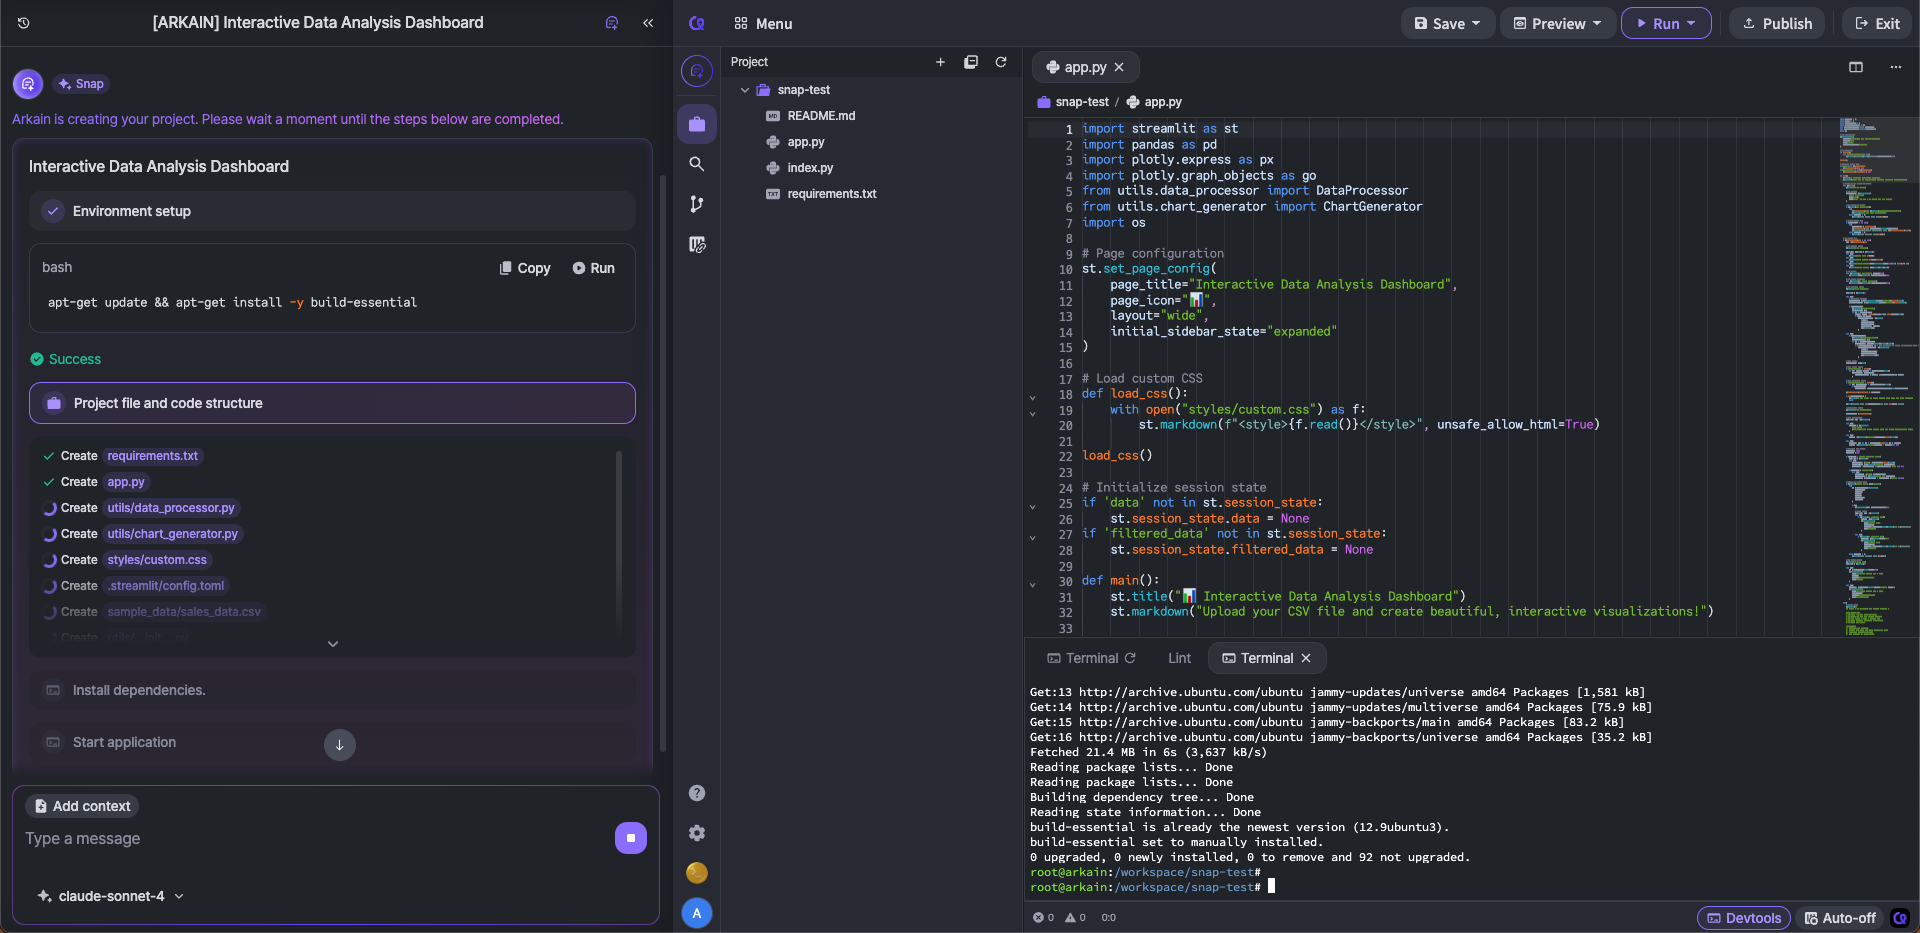 [ARKAIN] Interactive Data Analysis Dashboard
Snap
Arkain is creating your project. Please wait a moment until the steps below are completed.
Interactive Data Analysis Dashboard
Environment setup
bash
Copy
Run
apt-get update && apt-get install -y build-essential
Success
Project file and code structure
Create requirements.txt
Create app.py
Create utils/data_processor.py
Create utils/chart_generator.py
Create styles/custom.css
Create .streamlit/config.toml
Create sample_data/sales_data.csv
Create utils/__init__.py
Install dependencies.
Start application
Add context
Type a message
claude-sonnet-4
Menu
Save
Preview
Run
Publish
Exit
Project
snap-test
README.md
app.py
index.py
requirements.txt
A
app.py
snap-test / app.py
1 import streamlit as st
2 import pandas as pd
3 import plotly.express as px
4 import plotly.graph_objects as go
5 from utils.data_processor import DataProcessor
6 from utils.chart_generator import ChartGenerator
7 import os
8
9 # Page configuration
10 st.set_page_config(
11 page_title="Interactive Data Analysis Dashboard",
12 page_icon="📊",
13 layout="wide",
14 initial_sidebar_state="expanded"
15 )
16
17 # Load custom CSS
18 def load_css():
19 with open("styles/custom.css") as f:
20 st.markdown(f"<style>{f.read()}</style>", unsafe_allow_html=True)
21
22 load_css()
23
24 # Initialize session state
25 if 'data' not in st.session_state:
26 st.session_state.data = None
27 if 'filtered_data' not in st.session_state:
28 st.session_state.filtered_data = None
29
30 def main():
31 st.title("📊 Interactive Data Analysis Dashboard")
32 st.markdown("Upload your CSV file and create beautiful, interactive visualizations!")
33
Terminal
Lint
Terminal
Get:13 http://archive.ubuntu.com/ubuntu jammy-updates/universe amd64 Packages [1,581 kB]
Get:14 http://archive.ubuntu.com/ubuntu jammy-updates/multiverse amd64 Packages [75.9 kB]
Get:15 http://archive.ubuntu.com/ubuntu jammy-backports/main amd64 Packages [83.2 kB]
Get:16 http://archive.ubuntu.com/ubuntu jammy-backports/universe amd64 Packages [35.2 kB]
Fetched 21.4 MB in 6s (3,637 kB/s)
Reading package lists... Done
Reading package lists... Done
Building dependency tree... Done
Reading state information... Done
build-essential is already the newest version (12.9ubuntu3).
build-essential set to manually installed.
0 upgraded, 0 newly installed, 0 to remove and 92 not upgraded.
root@arkain:/workspace/snap-test#
root@arkain:/workspace/snap-test#
0 0 0:0
Devtools
Auto-off